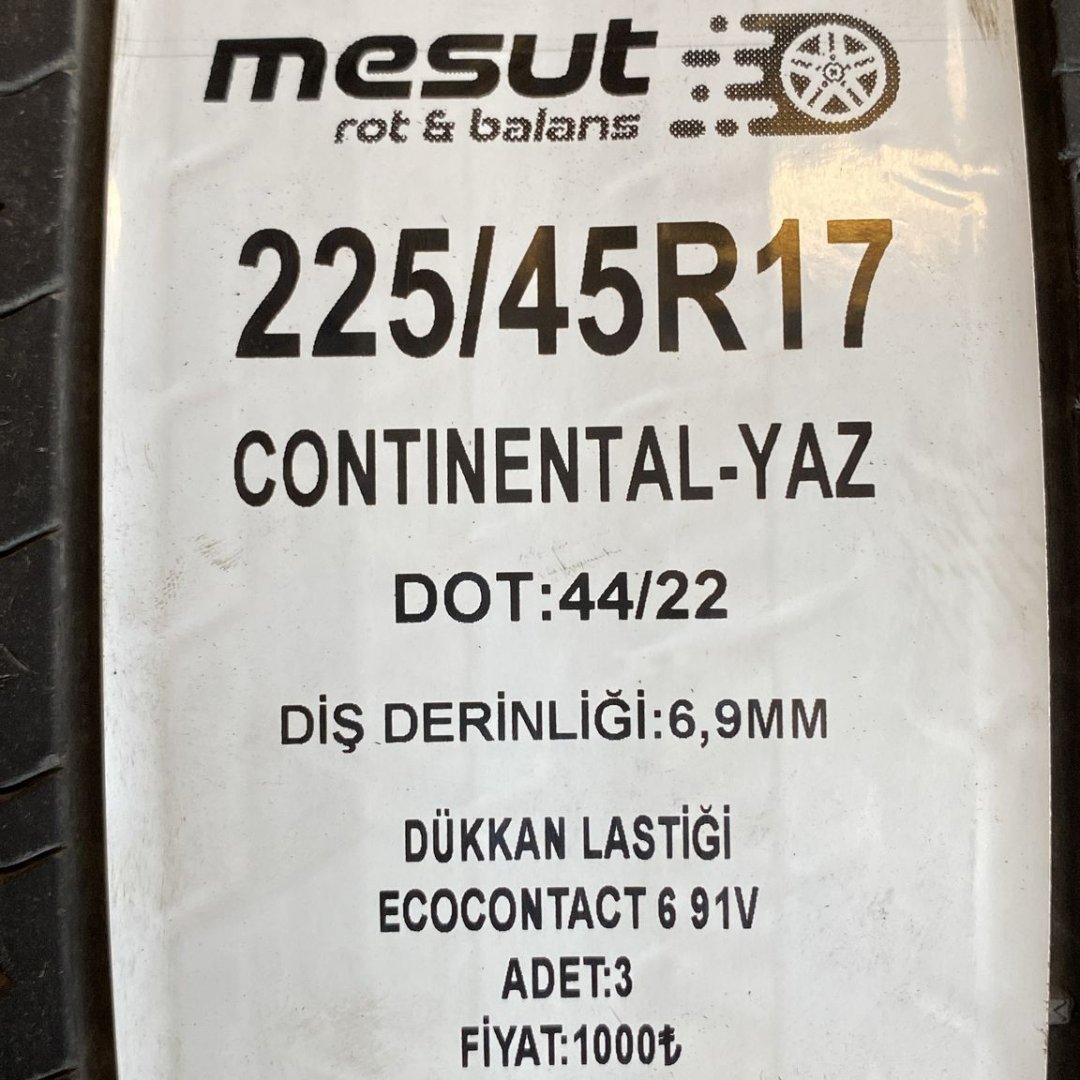 mesut
rot & balans
225/45R17
CONTINENTAL-YAZ
DOT:44/22
DİŞ DERİNLİĞİ:6,9MM
DÜKKAN LASTİĞİ
ECOCONTACT 6 91V
ADET:3
FİYAT:1000₺